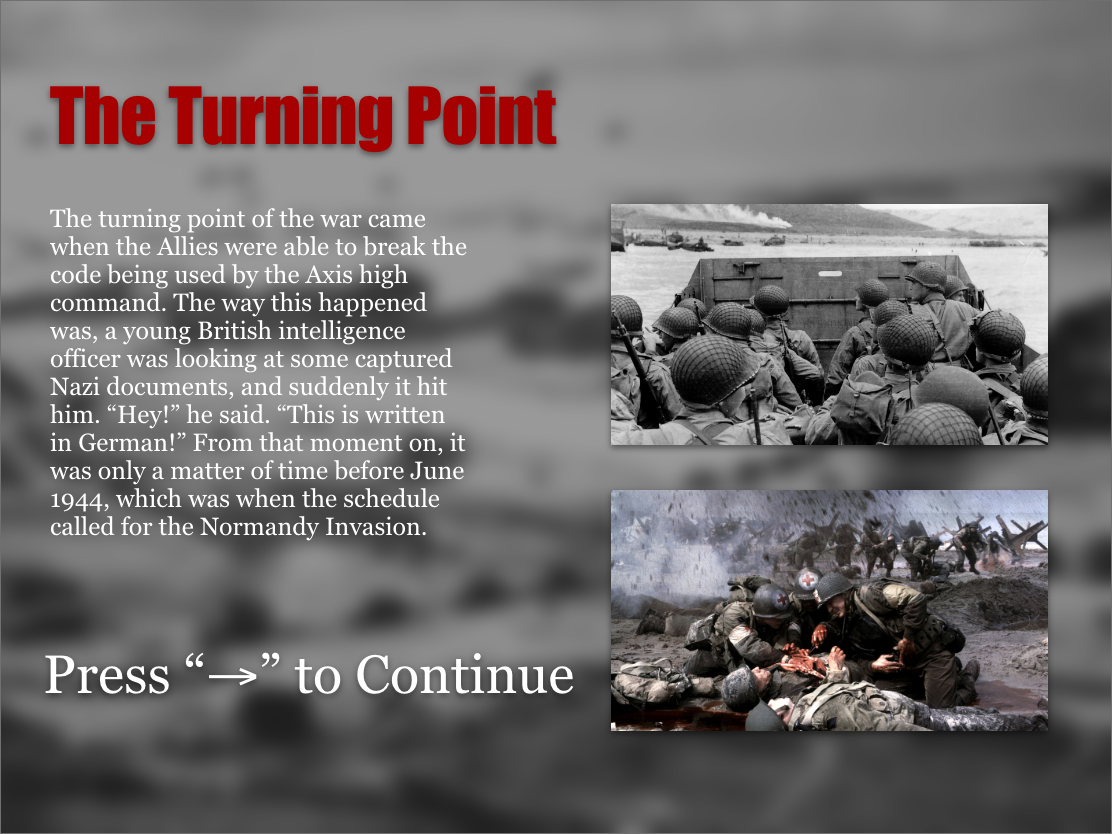 The Turning Point
The turning point of the war came
when the Allies were able to break the
code being used by the Axis high
command. The way this happened
was, a young British intelligence
officer was looking at some captured
Nazi documents, and suddenly it hit
him. “Hey!” he said. “This is written
in German!” From that moment on, it
was only a matter of time before June
1944, which was when the schedule
called for the Normandy Invasion.
Press “→” to Continue